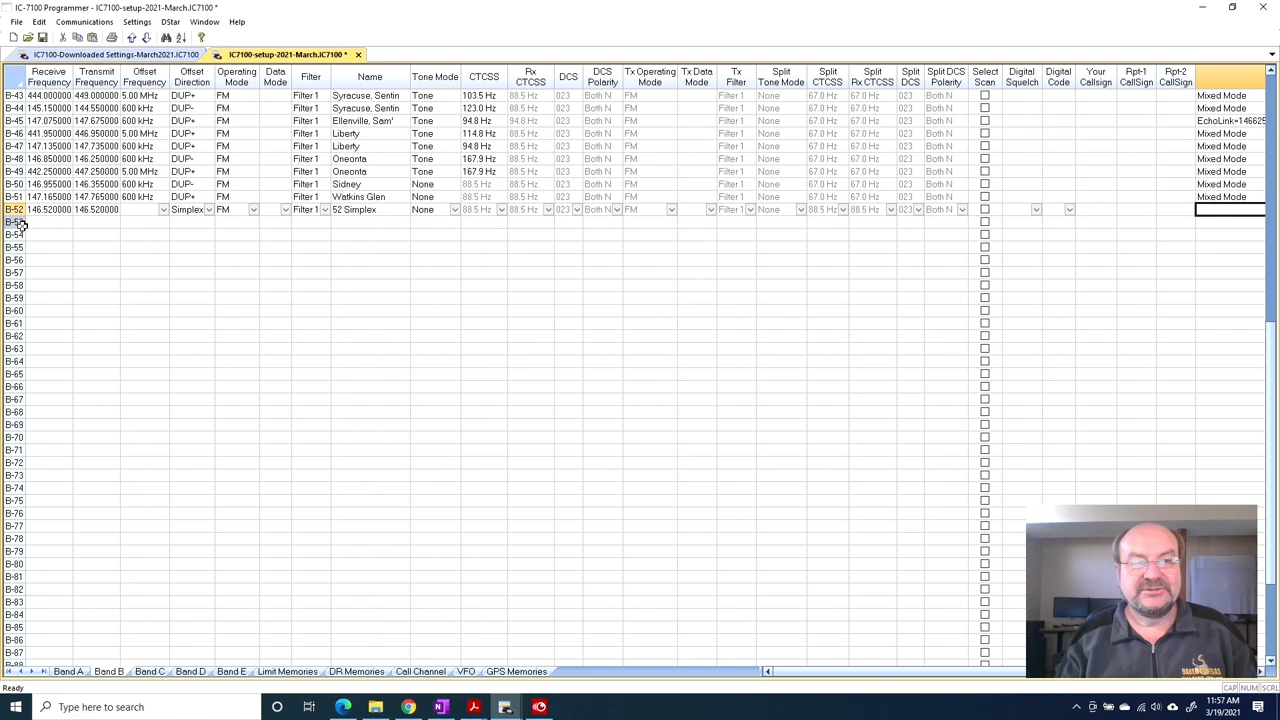 IC-7100 Programmer - IC7100-setup-2021-March.IC7100 *
File Edit Communications Settings DStar Window Help
IC7100-Downloaded Settings-March2021.IC7100 IC7100-setup-2021-March.IC7100 *
Receive Frequency Transmit Frequency Offset Frequency Offset Direction Operating Mode Data Mode Filter Name Tone Mode CTCSS Rx CTCSS DCS DCS Polarity Tx Operating Mode Tx Data Mode Tx Filter Split Tone Mode Split CTCSS Split Rx CTCSS Split DCS Split DCS Polarity Select Scan Digital Squelch Digital Code Your Callsign Rpt-1 CallSign Rpt-2 CallSign
B-43 444.000000 449.000000 5.00 MHz DUP+ FM Filter 1 Syracuse, Sentin Tone 103.5 Hz 88.5 Hz 023 Both N FM Filter 1 None 67.0 Hz 67.0 Hz 023 Both N Mixed Mode
B-44 145.150000 144.550000 600 kHz DUP- FM Filter 1 Syracuse, Sentin Tone 123.0 Hz 88.5 Hz 023 Both N FM Filter 1 None 67.0 Hz 67.0 Hz 023 Both N Mixed Mode
B-45 147.075000 147.675000 600 kHz DUP+ FM Filter 1 Ellenville, Sam' Tone 94.8 Hz 88.5 Hz 023 Both N FM Filter 1 None 67.0 Hz 67.0 Hz 023 Both N EchoLink=146625
B-46 441.950000 446.950000 5.00 MHz DUP+ FM Filter 1 Liberty Tone 114.8 Hz 88.5 Hz 023 Both N FM Filter 1 None 67.0 Hz 67.0 Hz 023 Both N Mixed Mode
B-47 147.135000 147.735000 600 kHz DUP+ FM Filter 1 Liberty Tone 94.8 Hz 88.5 Hz 023 Both N FM Filter 1 None 67.0 Hz 67.0 Hz 023 Both N Mixed Mode
B-48 146.850000 146.250000 600 kHz DUP- FM Filter 1 Oneonta Tone 167.9 Hz 88.5 Hz 023 Both N FM Filter 1 None 67.0 Hz 67.0 Hz 023 Both N Mixed Mode
B-49 442.250000 447.250000 5.00 MHz DUP+ FM Filter 1 Oneonta Tone 167.9 Hz 88.5 Hz 023 Both N FM Filter 1 None 67.0 Hz 67.0 Hz 023 Both N Mixed Mode
B-50 146.955000 146.355000 600 kHz DUP- FM Filter 1 Sidney None 88.5 Hz 88.5 Hz 023 Both N FM Filter 1 None 67.0 Hz 67.0 Hz 023 Both N Mixed Mode
B-51 147.165000 147.765000 600 kHz DUP+ FM Filter 1 Watkins Glen None 88.5 Hz 88.5 Hz 023 Both N FM Filter 1 None 67.0 Hz 67.0 Hz 023 Both N Mixed Mode
B-52 146.520000 146.520000 Simplex FM Filter 1 52 Simplex None 88.5 Hz 88.5 Hz 023 Both N FM Filter 1 None 88.5 Hz 88.5 Hz 023 Both N
B-54
B-55
B-56
B-57
B-58
B-59
B-60
B-61
B-62
B-63
B-64
B-65
B-66
B-67
B-68
B-69
B-70
B-71
B-72
B-73
B-74
B-75
B-76
B-77
B-78
B-79
B-80
B-81
B-82
B-83
B-84
B-85
B-86
B-87
B-88
Band A Band B Band C Band D Band E Limit Memories DR Memories Call Channel VFO GPS Memories
Ready CAP NUM SCRL
Type here to search
11:57 AM
3/19/2021